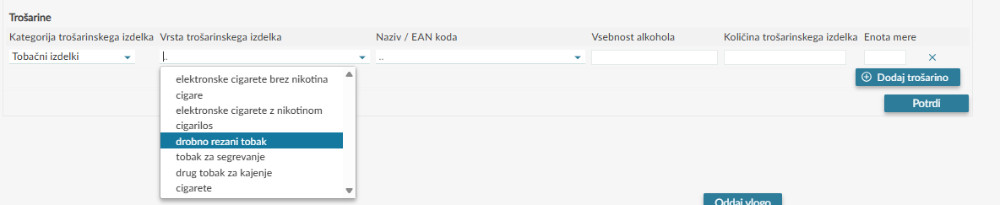 Trošarine
Kategorija trošarinskega izdelka Vrsta trošarinskega izdelka Naziv / EAN koda Vsebnost alkohola Količina trošarinskega izdelka Enota mere
Tobačni izdelki .. ..
elektronske cigarete brez nikotina
cigare
elektronske cigarete z nikotinom
cigarilos
drobno rezani tobak
tobak za segrevanje
drug tobak za kajenje
cigarete
Dodaj trošarino
Potrdi
Oddaj vlogo